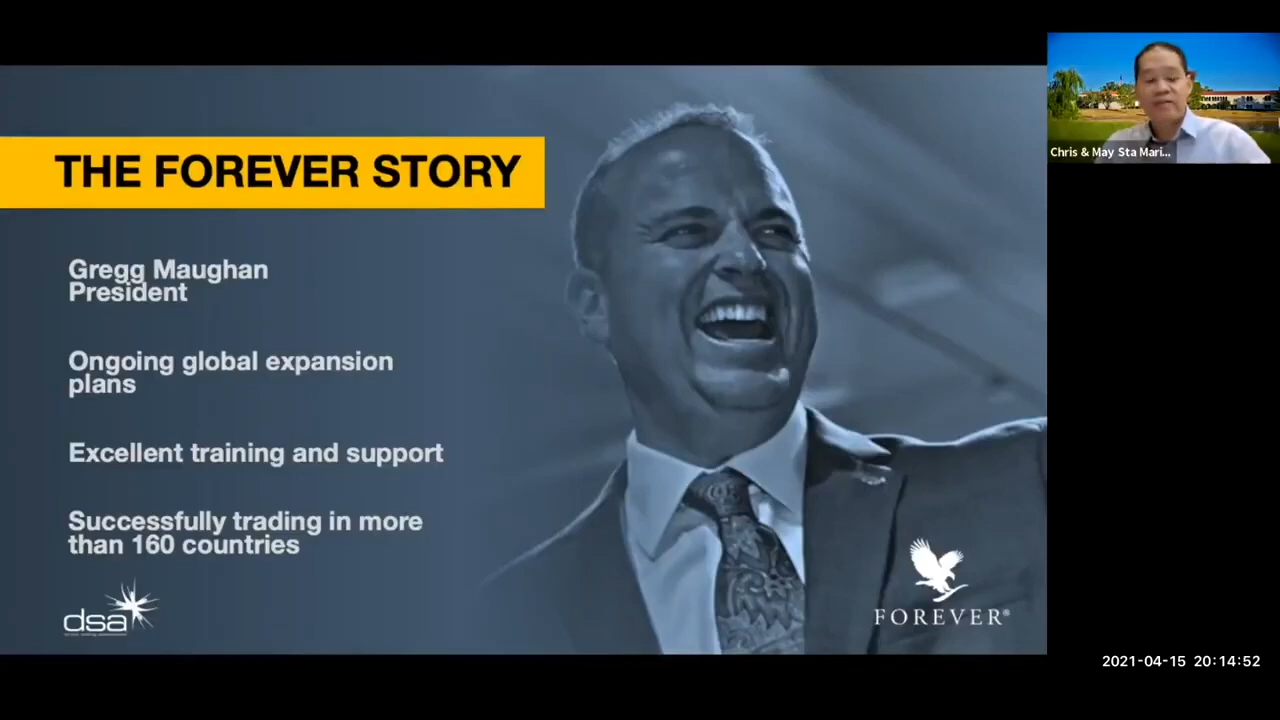 THE FOREVER STORY
Gregg Maughan
President
Ongoing global expansion
plans
Excellent training and support
Successfully trading in more
than 160 countries
dsa
FOREVER®
Chris & May Sta Mari...
2021-04-15 20:14:52